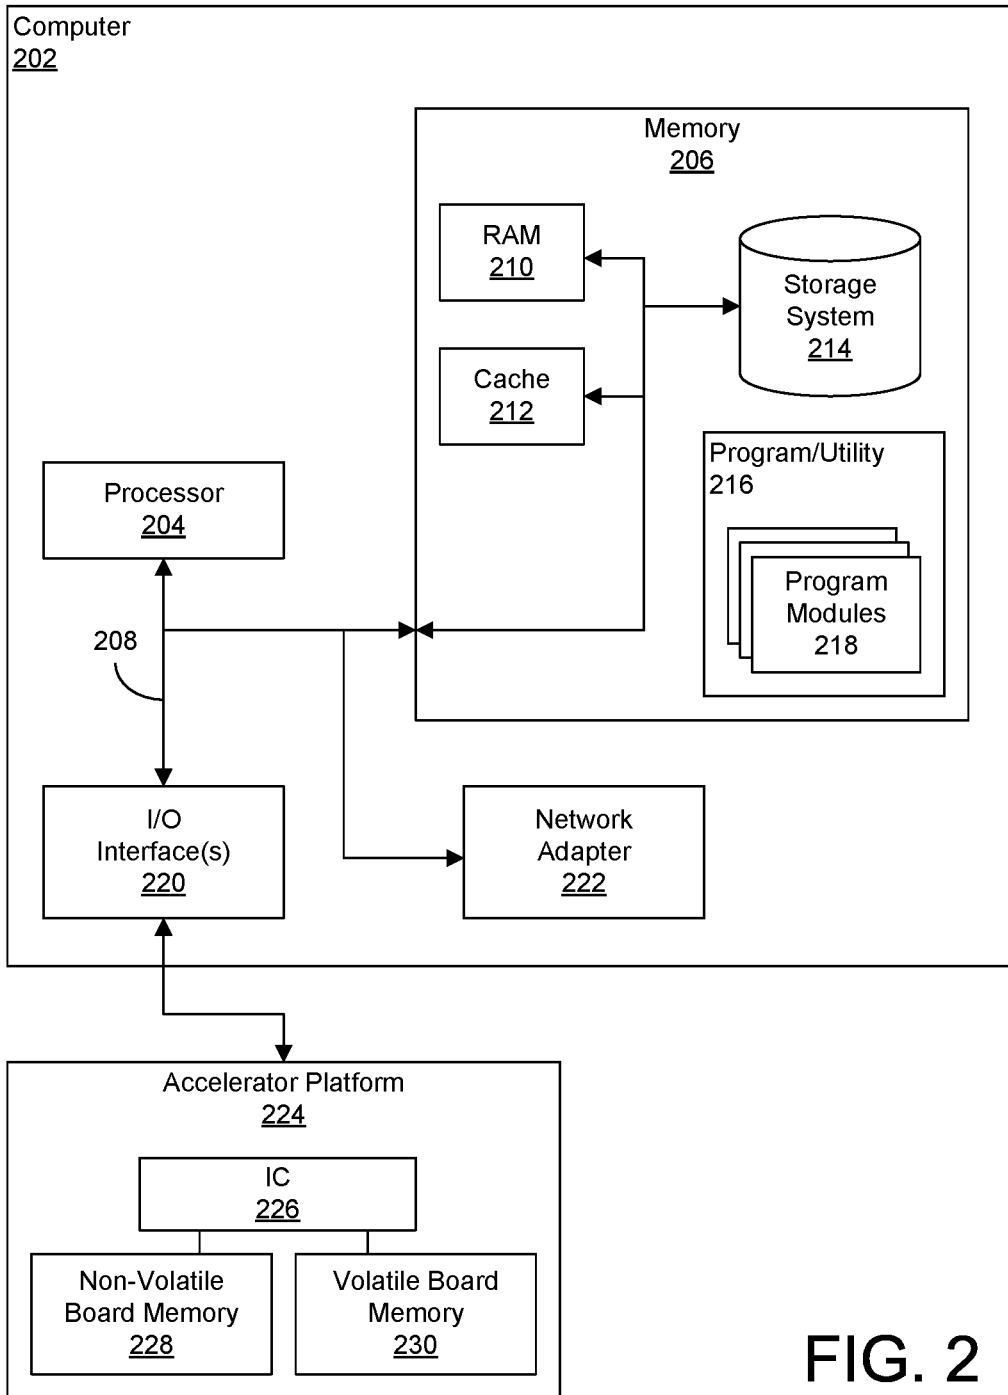 Computer
202
Memory
206
RAM
210
Storage
System
214
Cache
212
Program/Utility
216
Program
Modules
218
Processor
204
208
I/O
Interface(s)
220
Network
Adapter
222
Accelerator Platform
224
IC
226
Non-Volatile
Board Memory
228
Volatile Board
Memory
230
FIG. 2